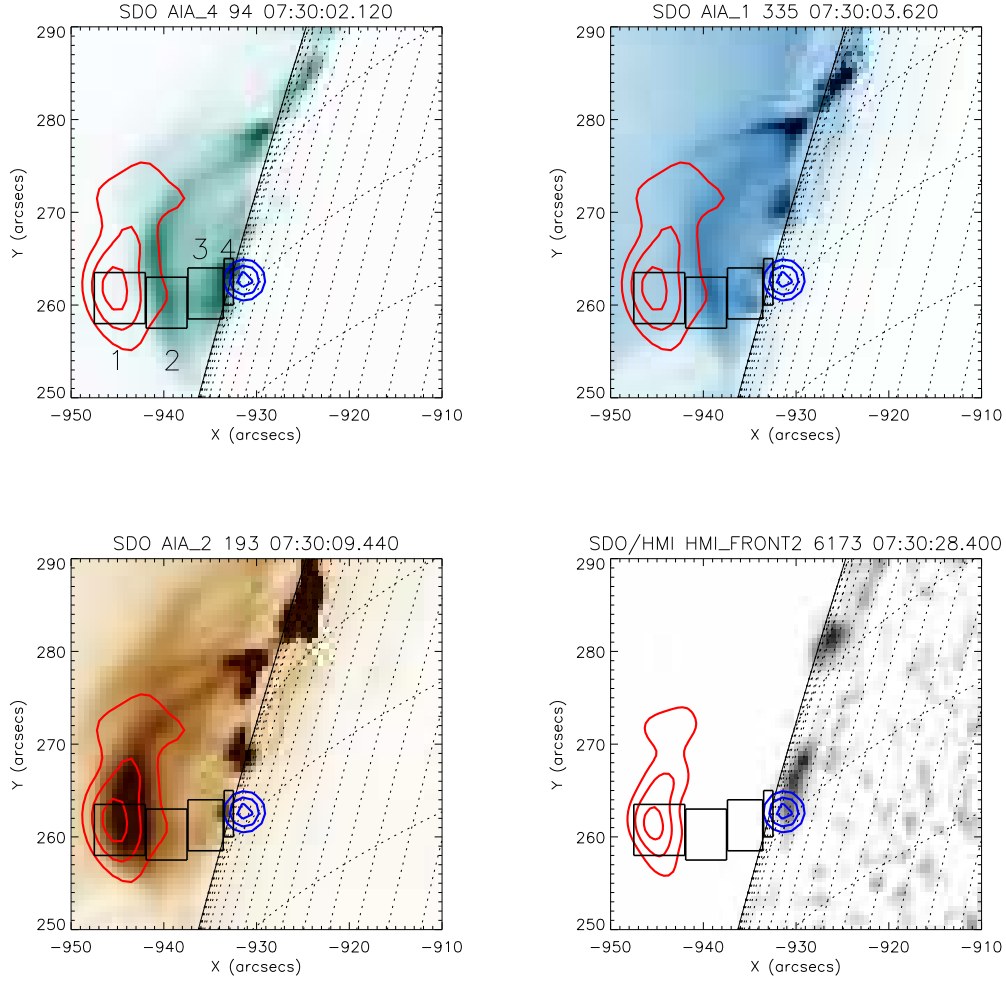 SDO AIA_4 94 07:30:02.120
290
280
270
260
250
Y (arcsecs)
3 4
1 2
-950 -940 -930 -920 -910
X (arcsecs)
SDO AIA_1 335 07:30:03.620
290
280
270
260
250
Y (arcsecs)
-950 -940 -930 -920 -910
X (arcsecs)
SDO AIA_2 193 07:30:09.440
290
280
270
260
250
Y (arcsecs)
-950 -940 -930 -920 -910
X (arcsecs)
SDO/HMI HMI_FRONT2 6173 07:30:28.400
290
280
270
260
250
Y (arcsecs)
-950 -940 -930 -920 -910
X (arcsecs)